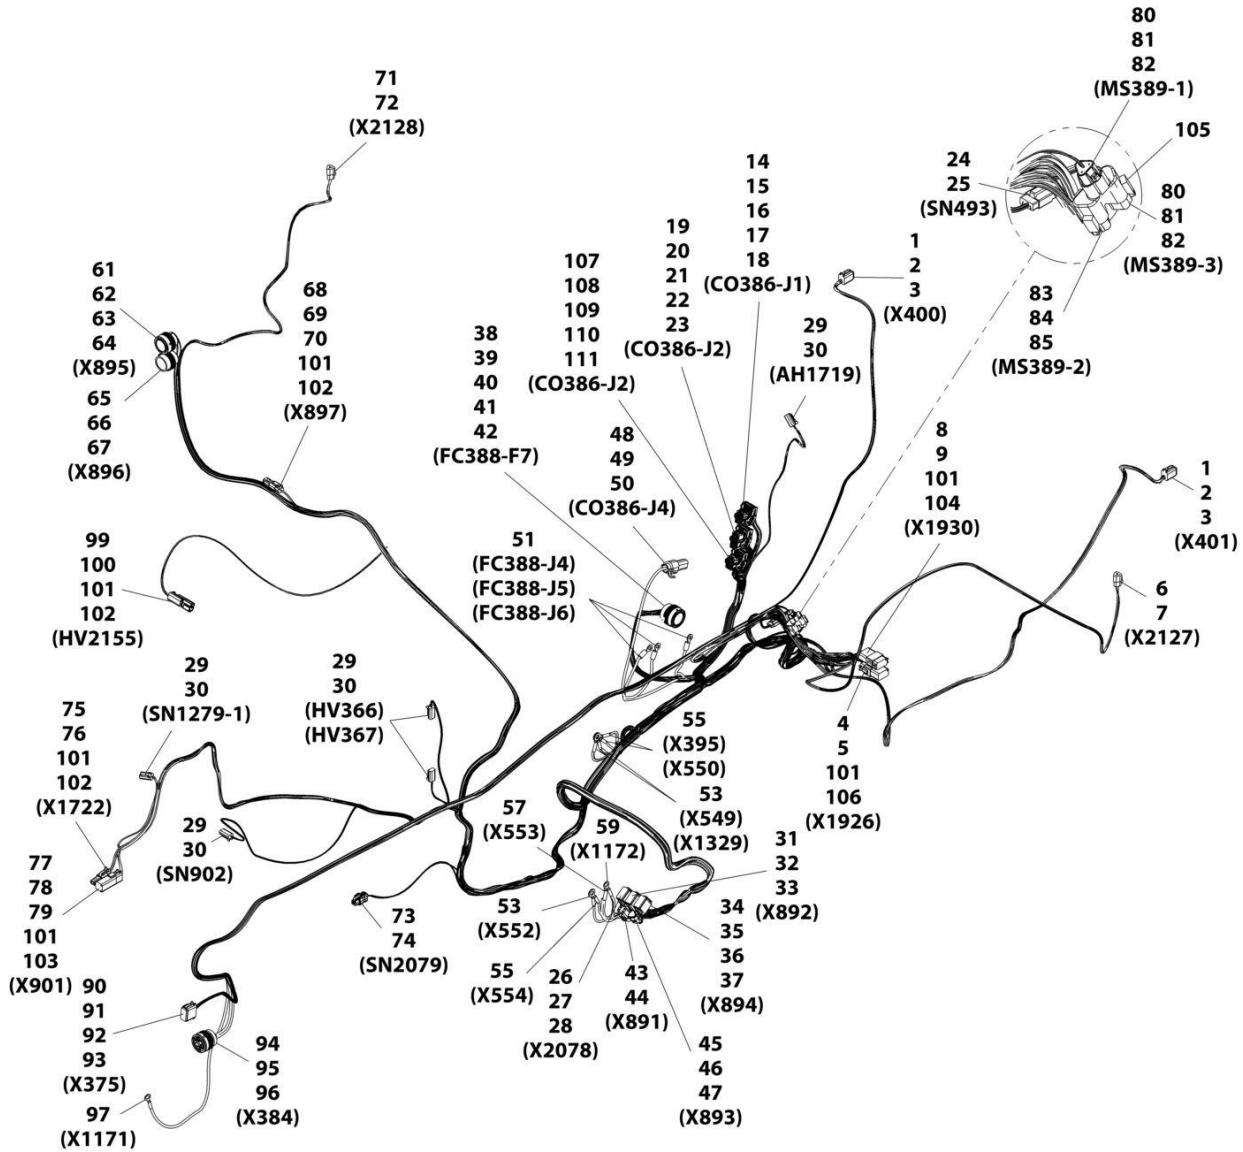 80
81
82
(MS389-1)
105
24
25
(SN493)
80
81
82
(MS389-3)
83
84
85
(MS389-2)
71
72
(X2128)
14
15
16
17
18
(CO386-J1)
19
20
21
22
23
(CO386-J2)
1
2
3
(X400)
107
108
109
110
111
(CO386-J2)
61
62
63
64
(X895)
68
69
70
101
102
(X897)
65
66
67
(X896)
38
39
40
41
42
(FC388-F7)
29
30
(AH1719)
48
49
50
(CO386-J4)
8
9
101
104
(X1930)
1
2
3
(X401)
99
100
101
102
(HV2155)
51
(FC388-J4)
(FC388-J5)
(FC388-J6)
6
7
(X2127)
29
30
(SN1279-1)
29
30
(HV366)
(HV367)
75
76
101
102
(X1722)
55
(X395)
(X550)
4
5
101
106
(X1926)
53
(X549)
(X1329)
57
(X553)
59
(X1172)
29
30
(SN902)
31
32
33
(X892)
77
78
79
101
103
(X901)
73
74
(SN2079)
53
(X552)
34
35
36
37
(X894)
55
(X554)
26
27
28
(X2078)
43
44
(X891)
90
91
92
93
(X375)
94
95
96
(X384)
45
46
47
(X893)
97
(X1171)